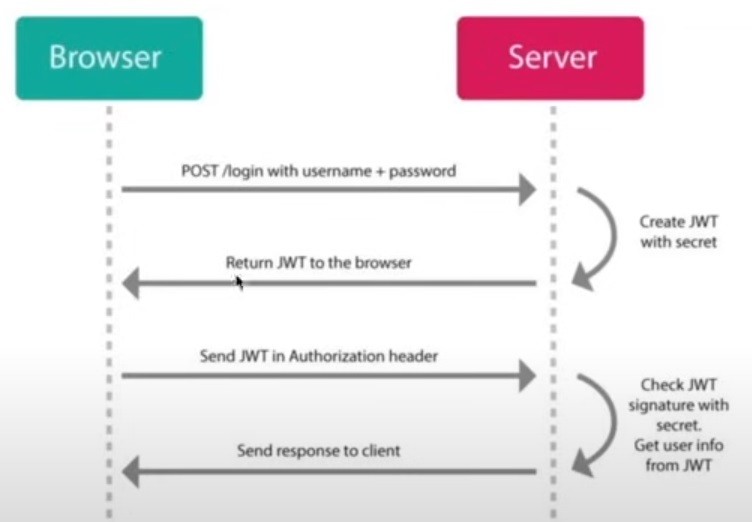 Browser
Server
POST /login with username + password
Create JWT
with secret
Return JWT to the browser
Send JWT in Authorization header
Check JWT
signature with
secret.
Get user info
from JWT
Send response to client